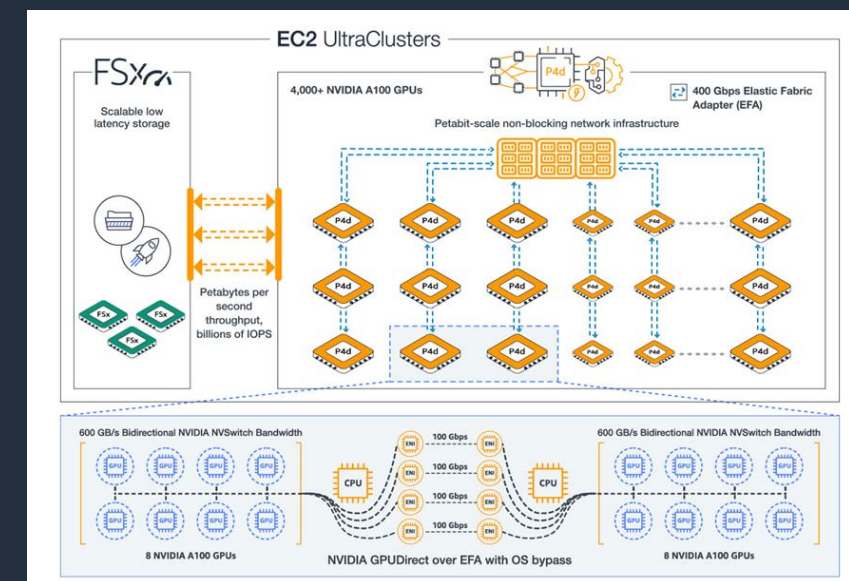 EC2 UltraClusters
FSx
Scalable low
latency storage
FSx
FSx
FSx
Petabytes per
second
throughput,
billions of IOPS
4,000+ NVIDIA A100 GPUs
P4d
400 Gbps Elastic Fabric
Adapter (EFA)
Petabit-scale non-blocking network infrastructure
P4d P4d P4d P4d P4d P4d
P4d P4d P4d P4d P4d P4d
P4d P4d P4d P4d P4d P4d
600 GB/s Bidirectional NVIDIA NVSwitch Bandwidth
GPU GPU GPU GPU
GPU GPU GPU GPU
8 NVIDIA A100 GPUs
CPU
ENI 100 Gbps ENI
ENI 100 Gbps ENI
ENI 100 Gbps ENI
ENI 100 Gbps ENI
CPU
NVIDIA GPUDirect over EFA with OS bypass
600 GB/s Bidirectional NVIDIA NVSwitch Bandwidth
GPU GPU GPU GPU
GPU GPU GPU GPU
8 NVIDIA A100 GPUs